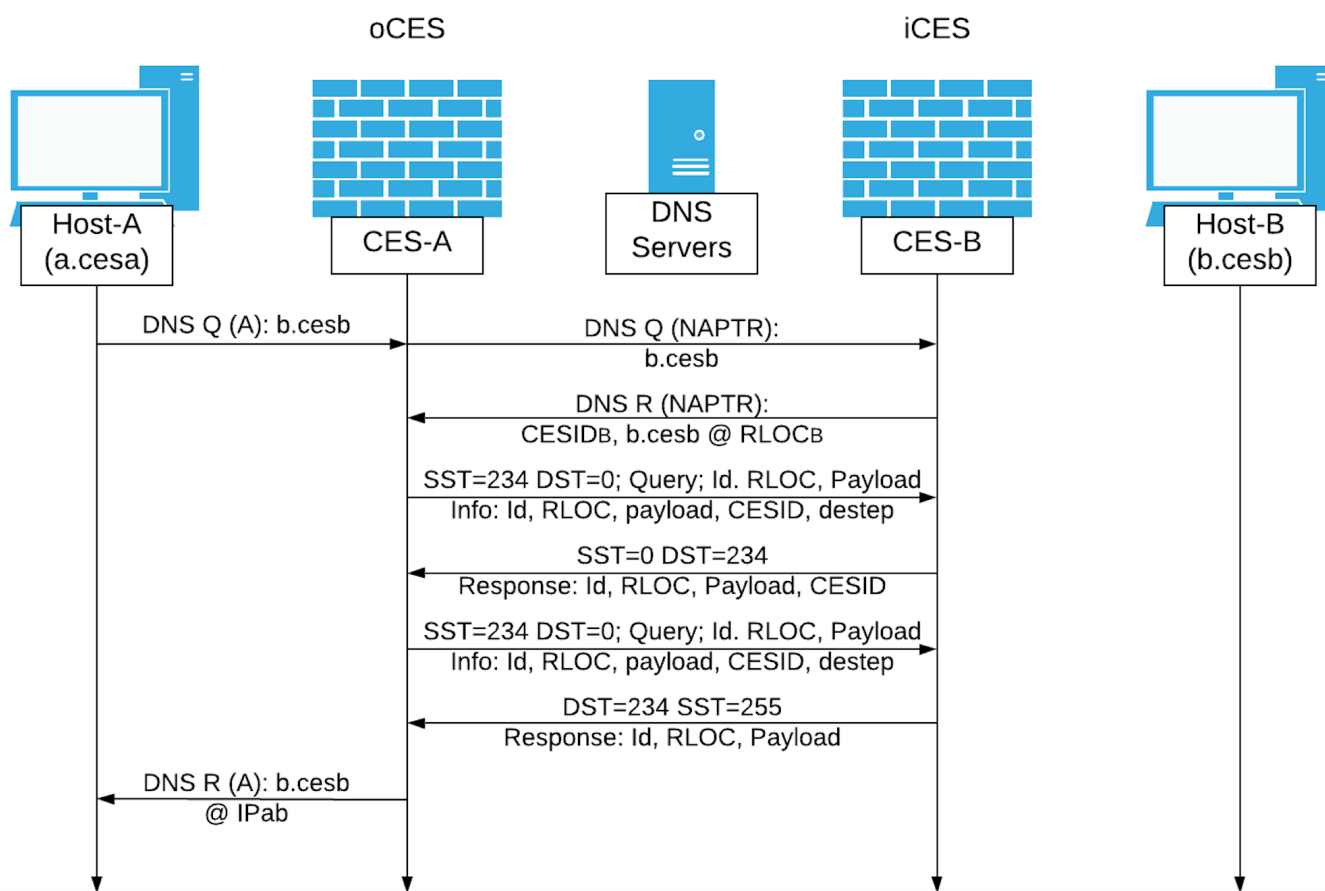 oCES
iCES
Host-A
(a.cesa)
CES-A
DNS
Servers
CES-B
Host-B
(b.cesb)
DNS Q (A): b.cesb
DNS Q (NAPTR):
b.cesb
DNS R (NAPTR):
CESIDB, b.cesb @ RLOCB
SST=234 DST=0; Query; Id. RLOC, Payload
Info: Id, RLOC, payload, CESID, destep
SST=0 DST=234
Response: Id, RLOC, Payload, CESID
SST=234 DST=0; Query; Id. RLOC, Payload
Info: Id, RLOC, payload, CESID, destep
DST=234 SST=255
Response: Id, RLOC, Payload
DNS R (A): b.cesb
@ IPab